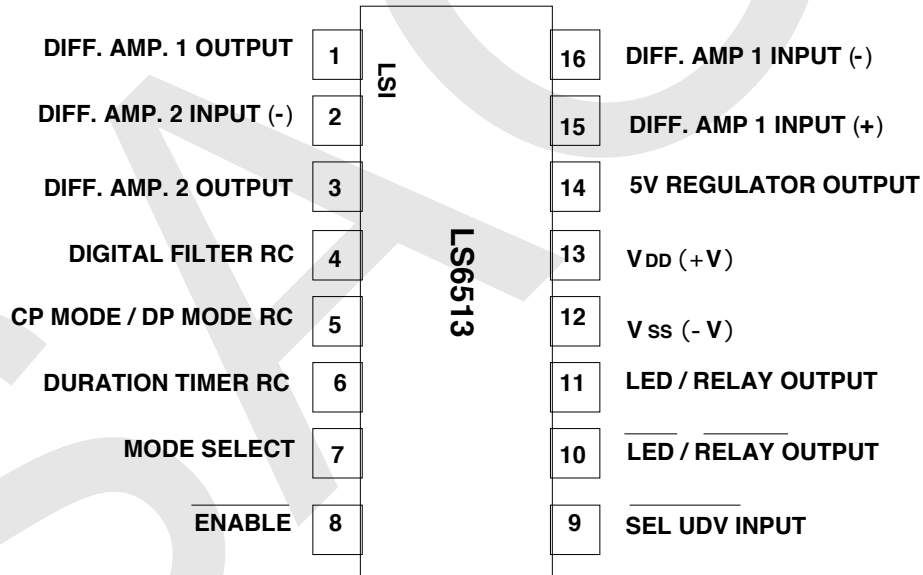 DIFF. AMP. 1 OUTPUT 1
DIFF. AMP. 2 INPUT (-) 2
DIFF. AMP. 2 OUTPUT 3
DIGITAL FILTER RC 4
CP MODE / DP MODE RC 5
DURATION TIMER RC 6
MODE SELECT 7
ENABLE 8
LSI
LS6513
16 DIFF. AMP 1 INPUT (-)
15 DIFF. AMP 1 INPUT (+)
14 5V REGULATOR OUTPUT
13 VDD (+V)
12 VSS (-V)
11 LED / RELAY OUTPUT
10 LED / RELAY OUTPUT
9 SEL UDV INPUT